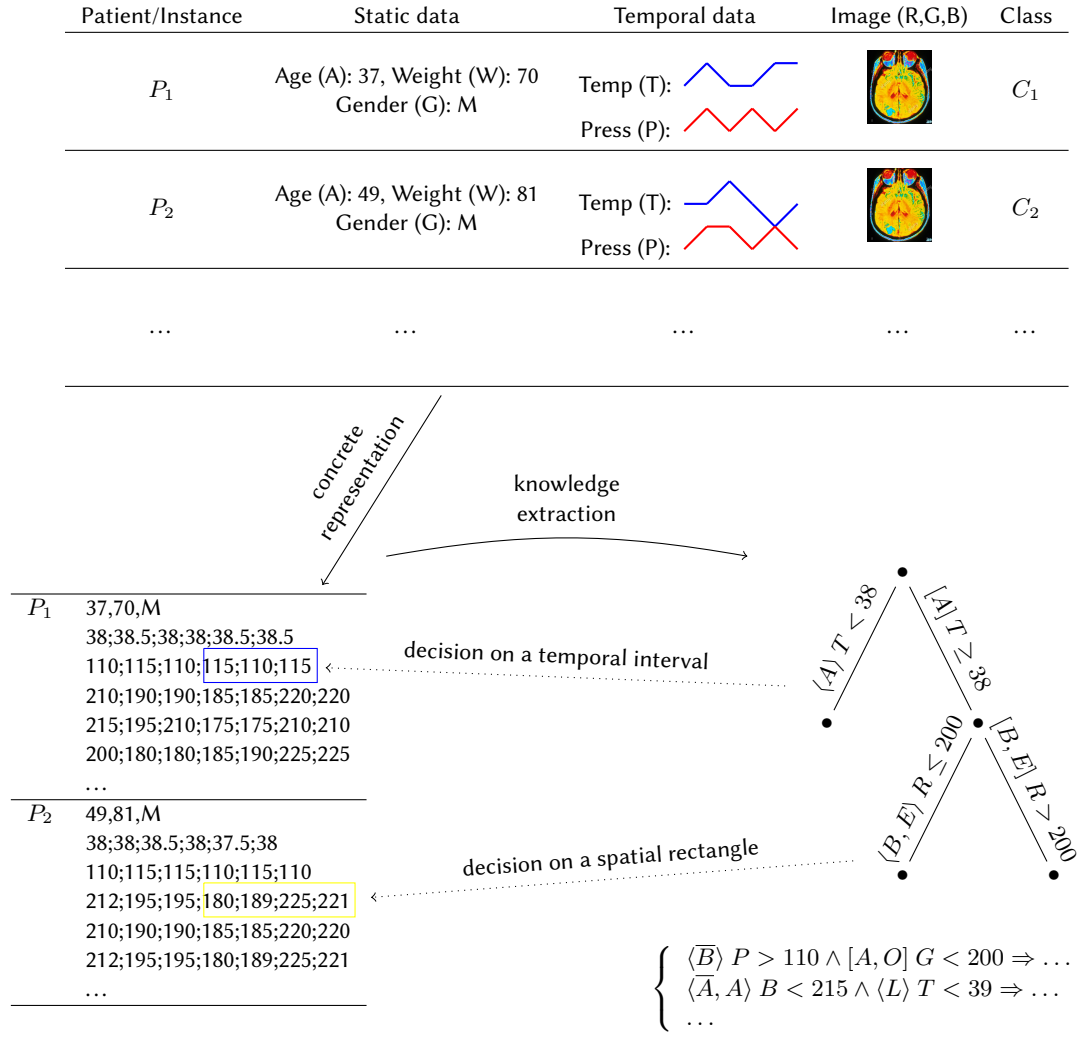 Patient/Instance Static data Temporal data Image (R,G,B) Class
P₁ Age (A): 37, Weight (W): 70 Temp (T): C₁
Gender (G): M
Press (P):
P₂ Age (A): 49, Weight (W): 81 Temp (T): C₂
Gender (G): M
Press (P):
… … … … …
concrete
representation
knowledge
extraction
P₁ 37,70,M
38;38.5;38;38;38.5;38.5
110;115;110;115;110;115
210;190;190;185;185;220;220
215;195;210;175;175;210;210
200;180;180;185;190;225;225
…
P₂ 49,81,M
38;38;38.5;38;37.5;38
110;115;115;110;115;110
212;195;195;180;189;225;221
210;190;190;185;185;220;220
212;195;195;180;189;225;221
…
decision on a temporal interval
decision on a spatial rectangle
⟨A⟩ T < 38
[A] T ≥ 38
⟨B, E⟩ R ≤ 200
[B, E] R > 200
⟨B̅⟩ P > 110 ∧ [A, O] G < 200 ⇒ …
⟨A̅, A⟩ B < 215 ∧ ⟨L⟩ T < 39 ⇒ …
…